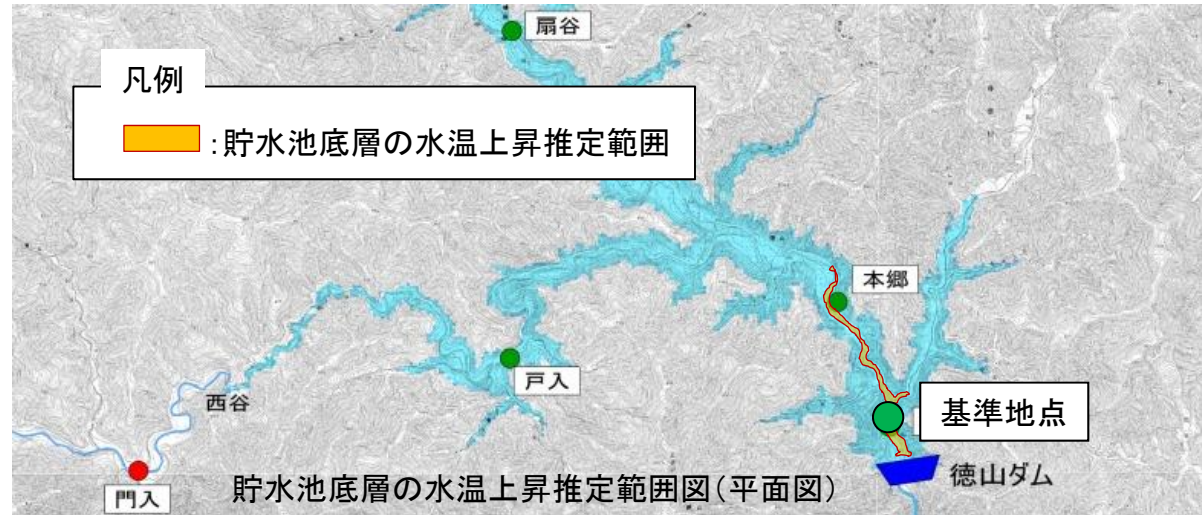 扇谷
凡例
:貯水池底層の水温上昇推定範囲
本郷
戸入
西谷
基準地点
徳山ダム
門入
貯水池底層の水温上昇推定範囲図(平面図)